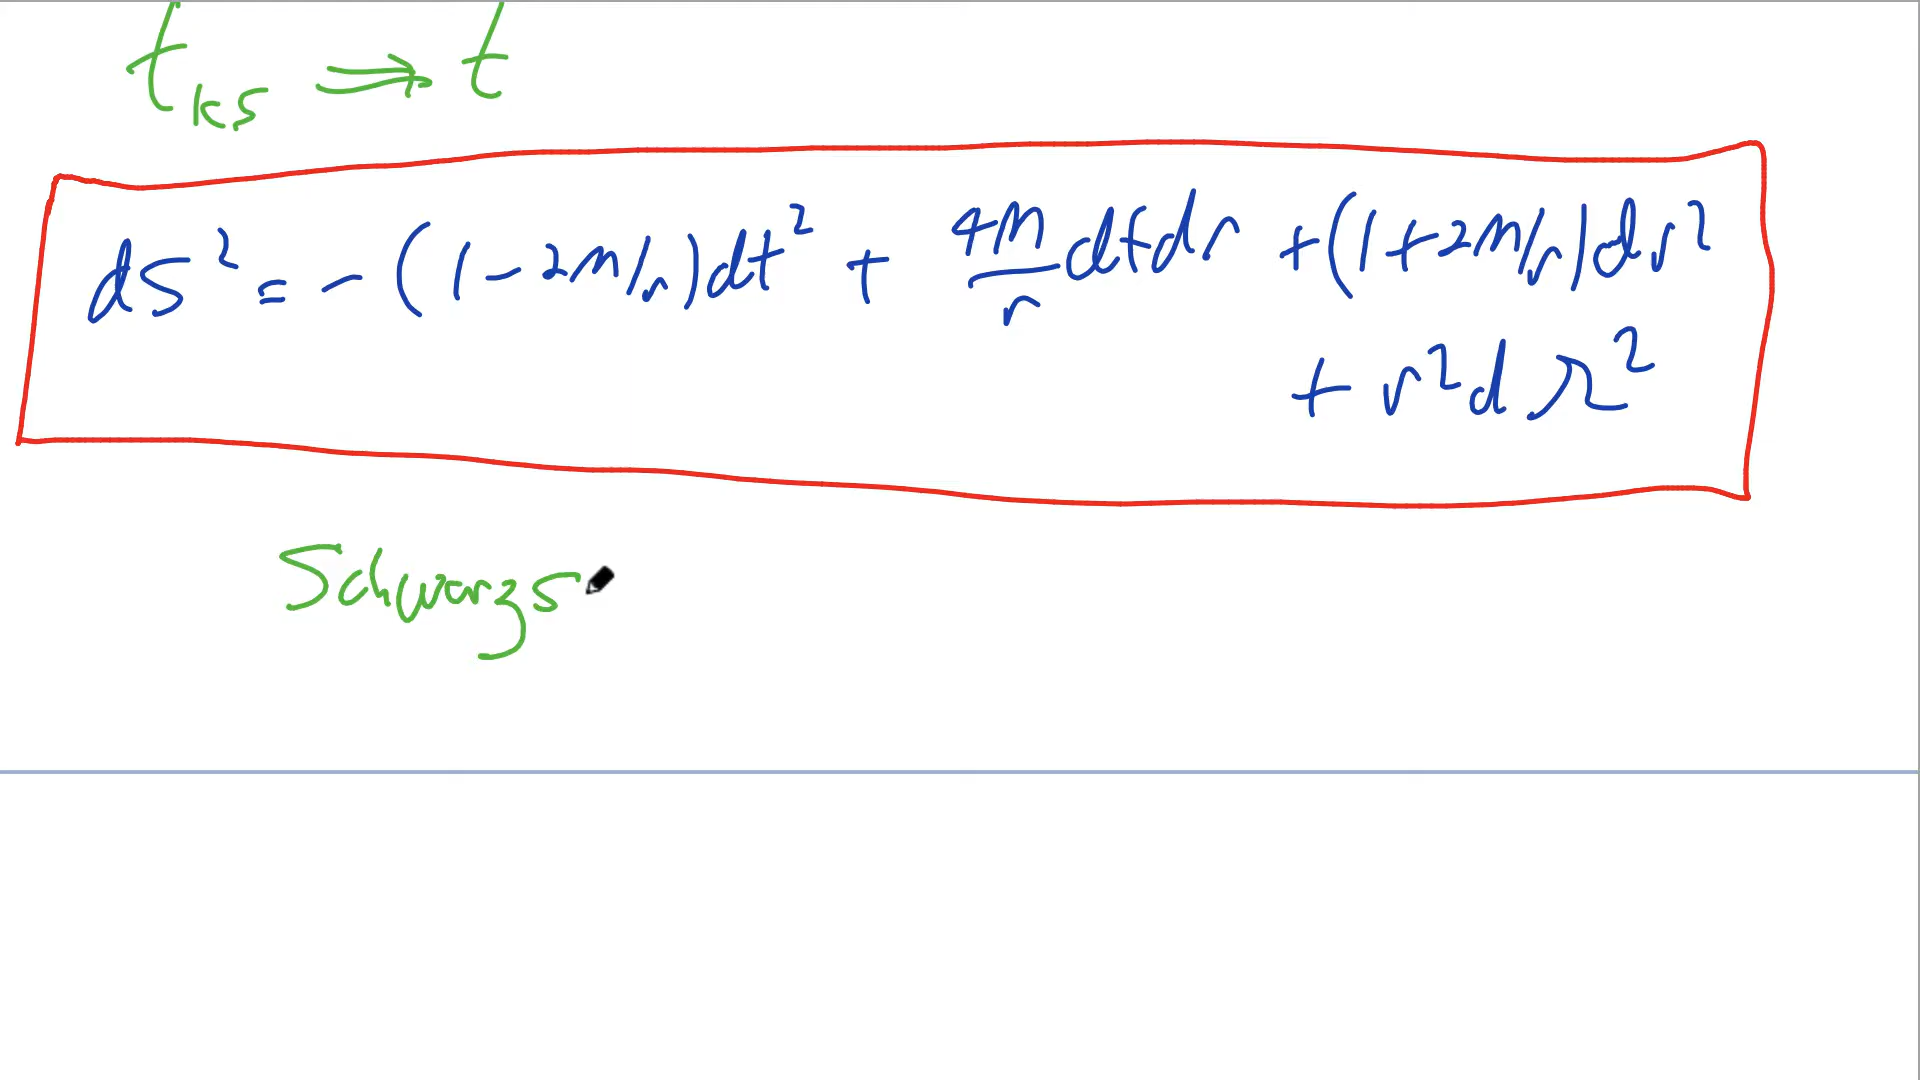 t_ks ⇒ t
ds² = -(1-2M/r)dt² + 4M/r dtdr + (1+2M/r)dr²
+ r²dΩ²
Schwarzs